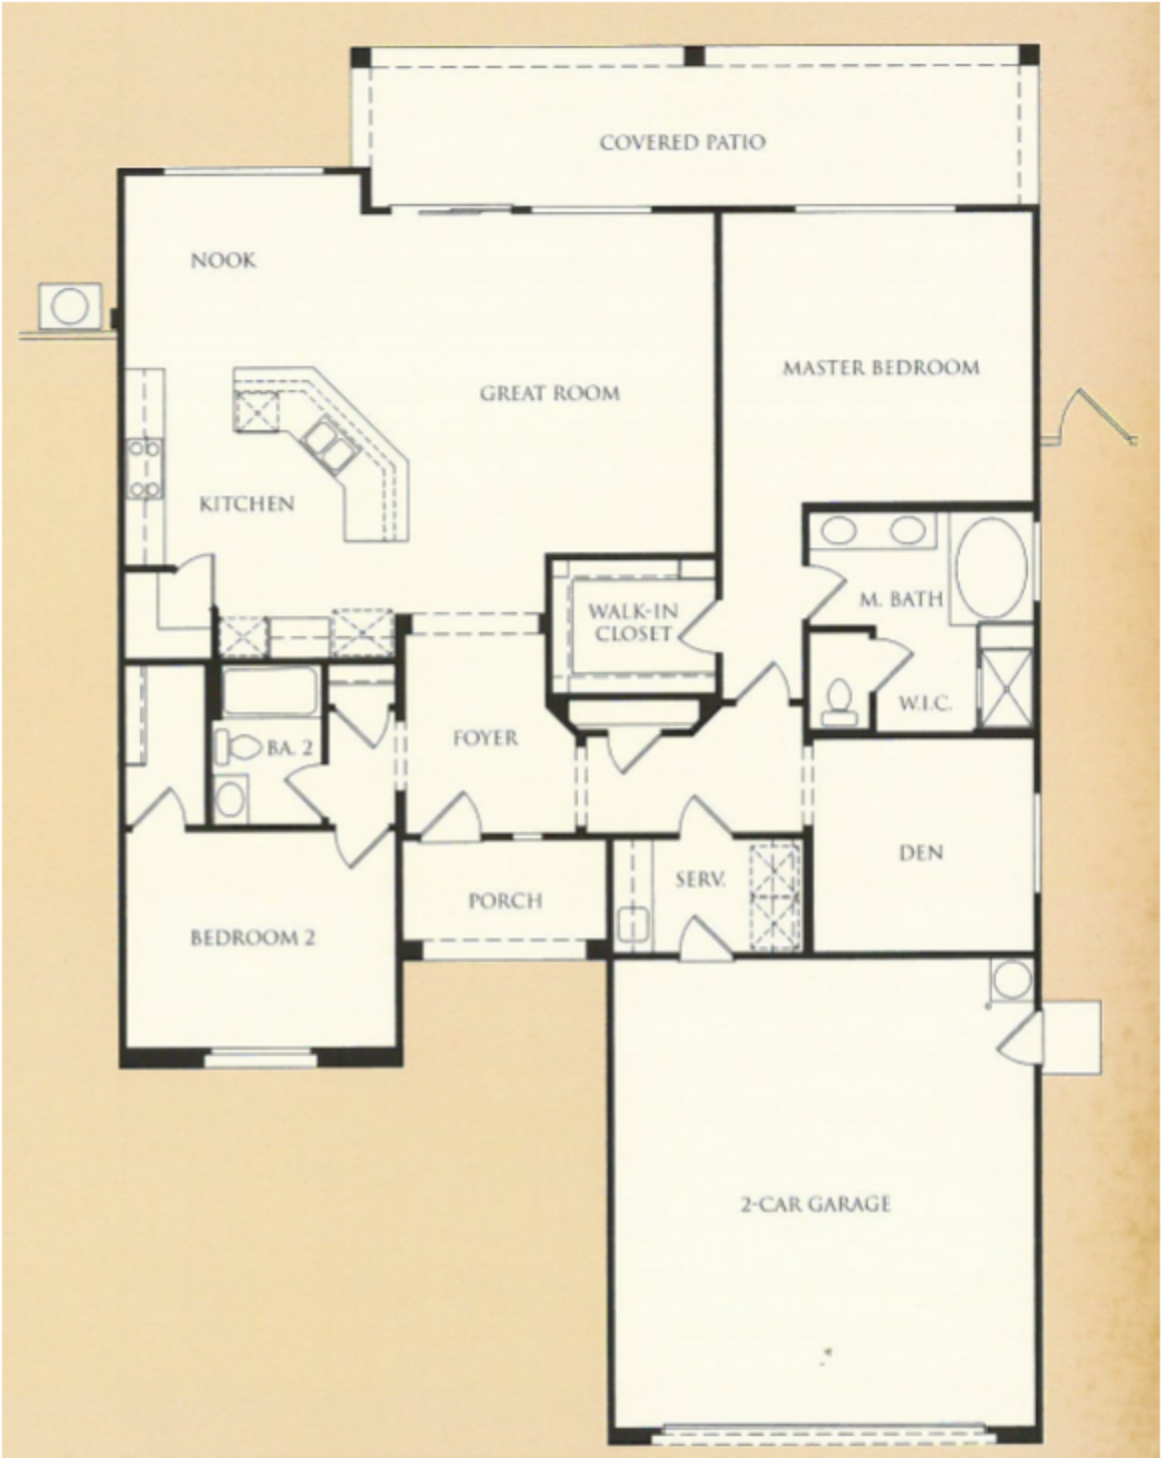 COVERED PATIO
NOOK
MASTER BEDROOM
GREAT ROOM
KITCHEN
WALK-IN
CLOSET
M. BATH
W.I.C.
FOYER
BA. 2
DEN
SERV.
PORCH
BEDROOM 2
2-CAR GARAGE